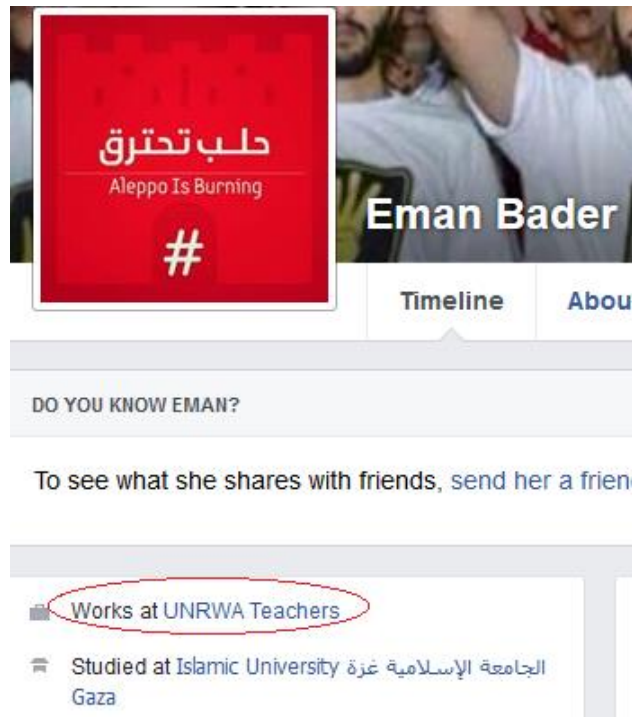 حلب تحترق
Aleppo Is Burning
#
Eman Bader
Timeline
Abou
DO YOU KNOW EMAN?
To see what she shares with friends, send her a frien
Works at UNRWA Teachers
Studied at Islamic University الجامعة الإسلامية غزة
Gaza